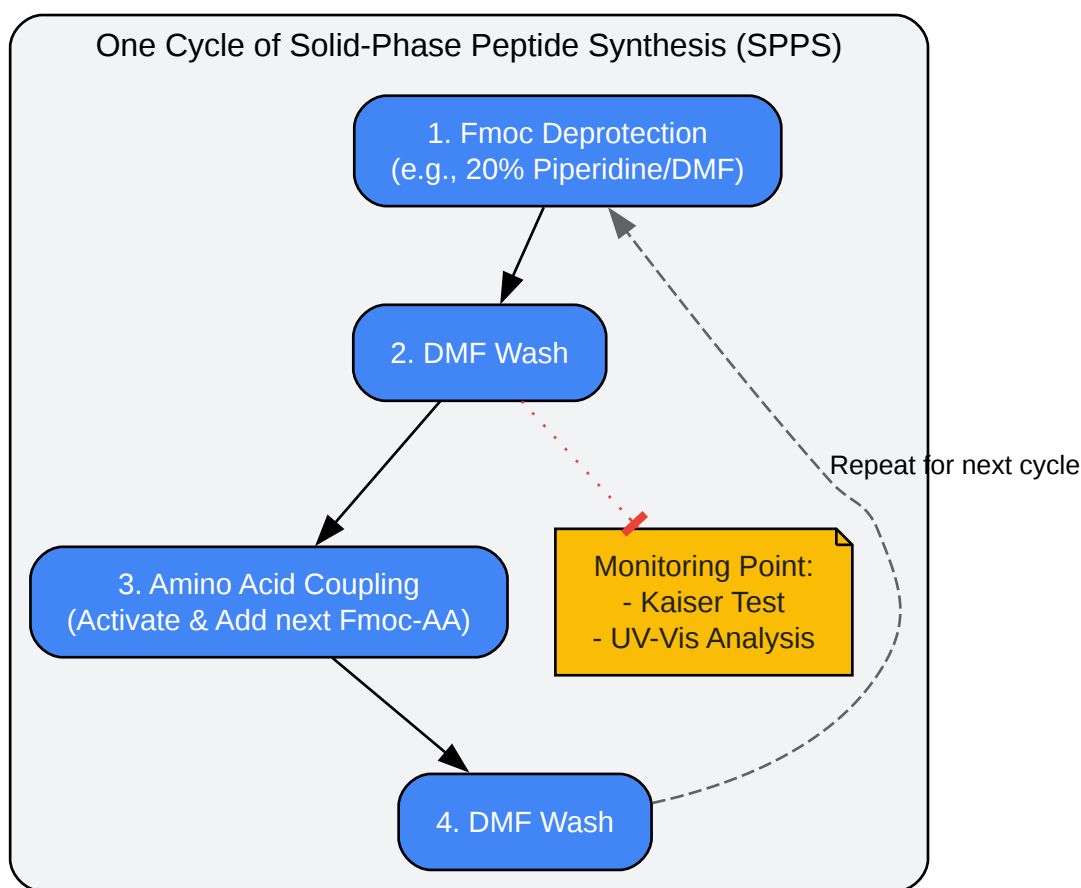 One Cycle of Solid-Phase Peptide Synthesis (SPPS)
1. Fmoc Deprotection
(e.g., 20% Piperidine/DMF)
2. DMF Wash
Repeat for next cycle
3. Amino Acid Coupling
(Activate & Add next Fmoc-AA)
Monitoring Point:
- Kaiser Test
- UV-Vis Analysis
4. DMF Wash